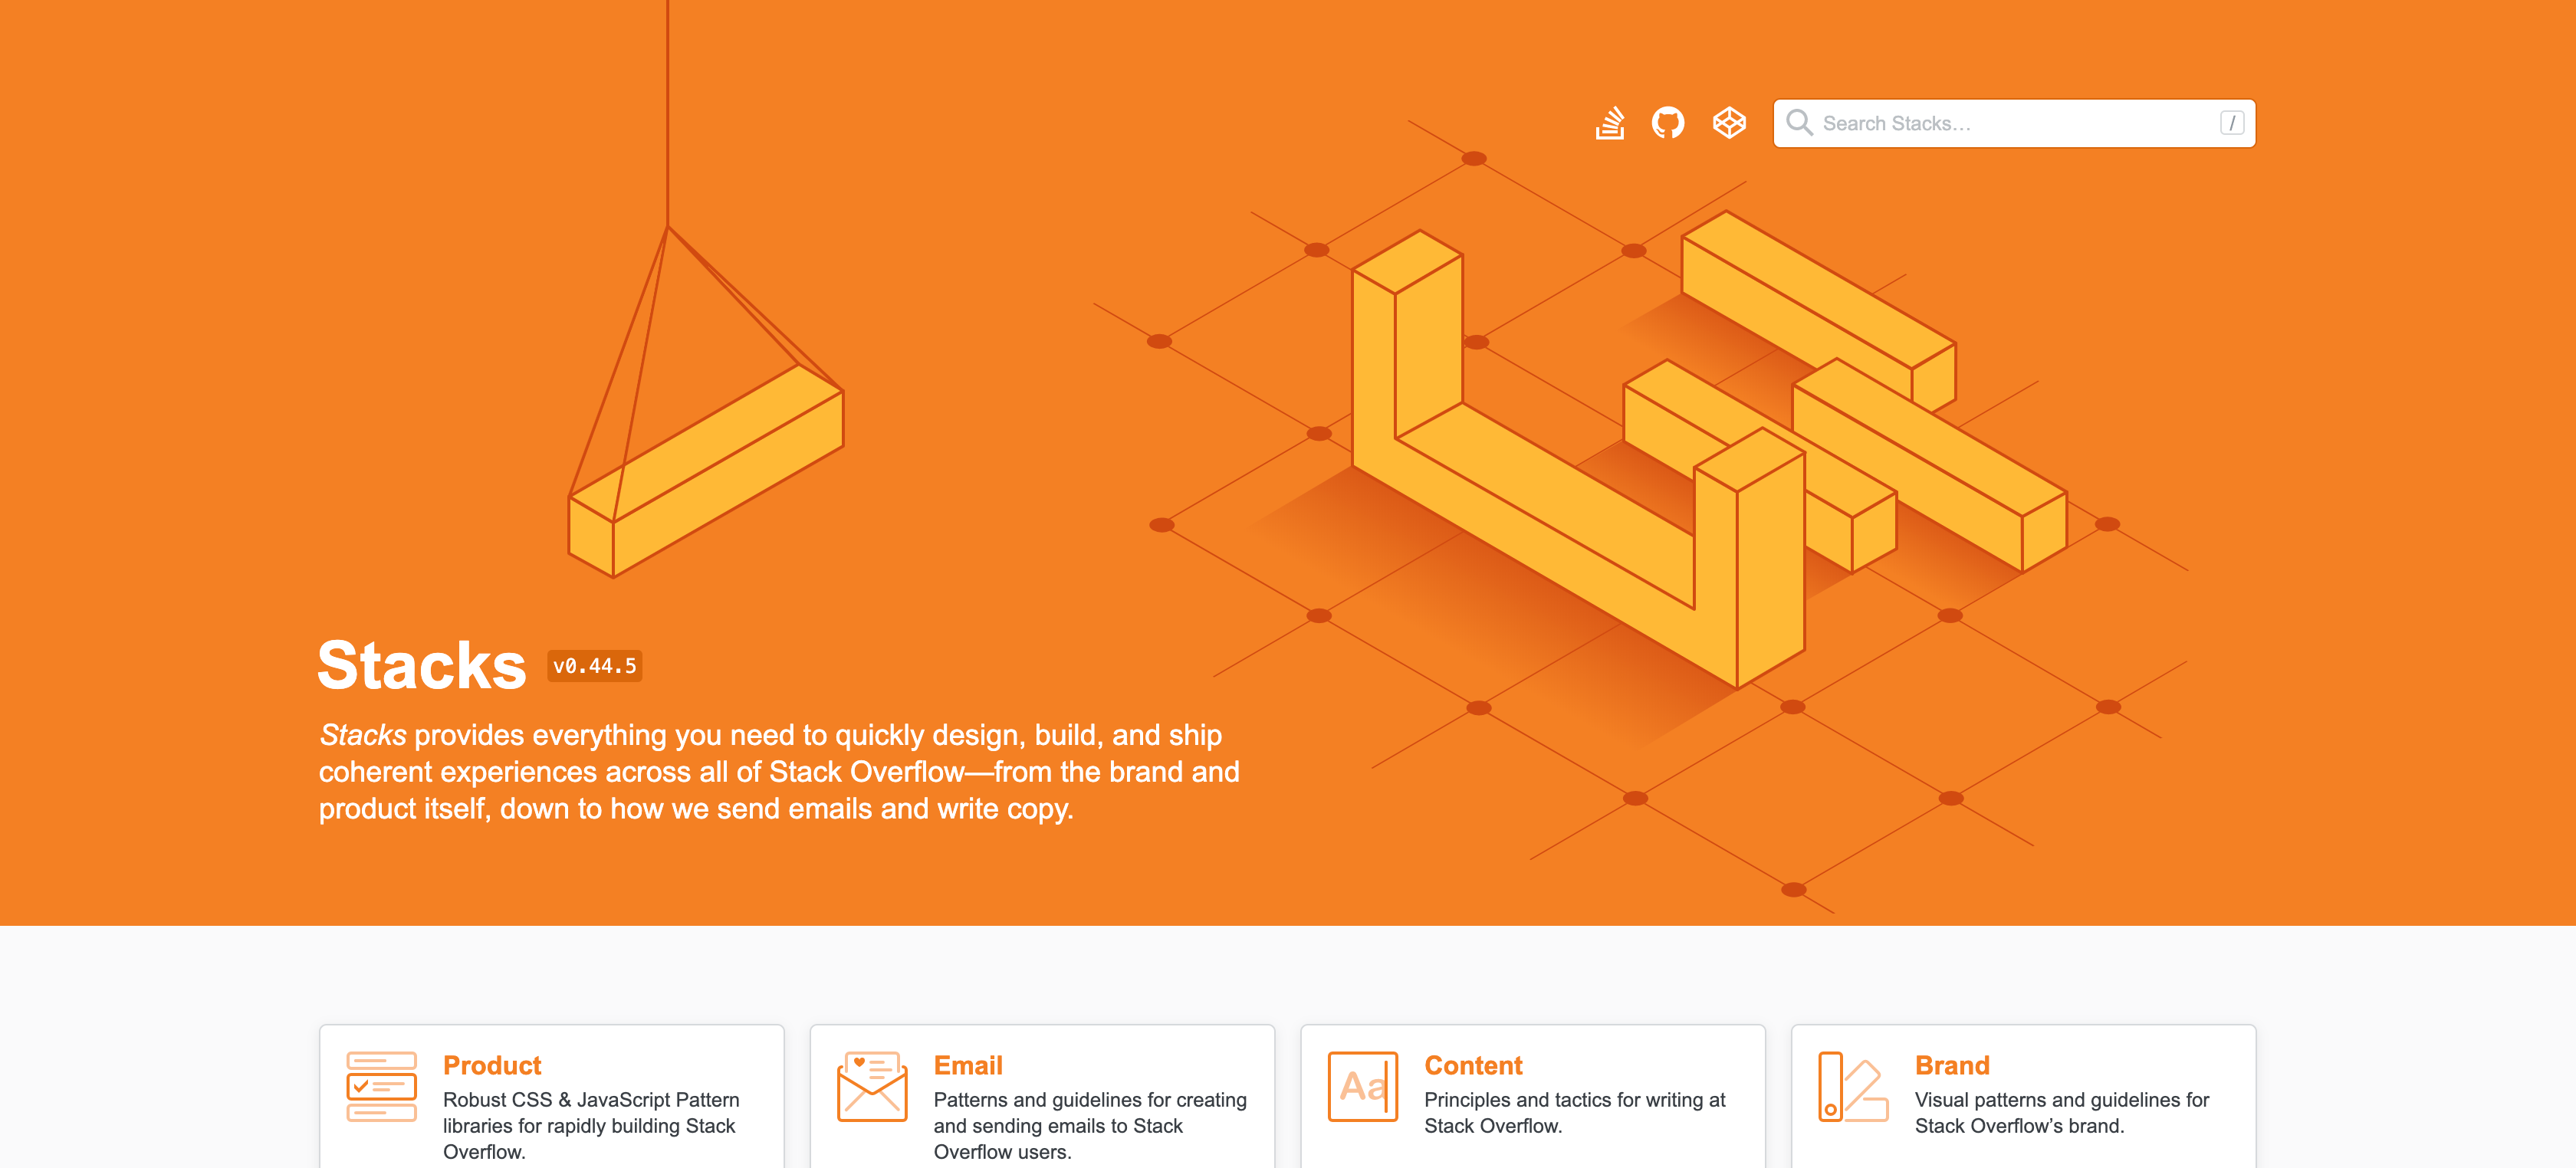 Search Stacks…
/
Stacks v0.44.5
Stacks provides everything you need to quickly design, build, and ship
coherent experiences across all of Stack Overflow—from the brand and
product itself, down to how we send emails and write copy.
Product
Robust CSS & JavaScript Pattern
libraries for rapidly building Stack
Overflow.
Email
Patterns and guidelines for creating
and sending emails to Stack
Overflow users.
Aa
Content
Principles and tactics for writing at
Stack Overflow.
Brand
Visual patterns and guidelines for
Stack Overflow’s brand.